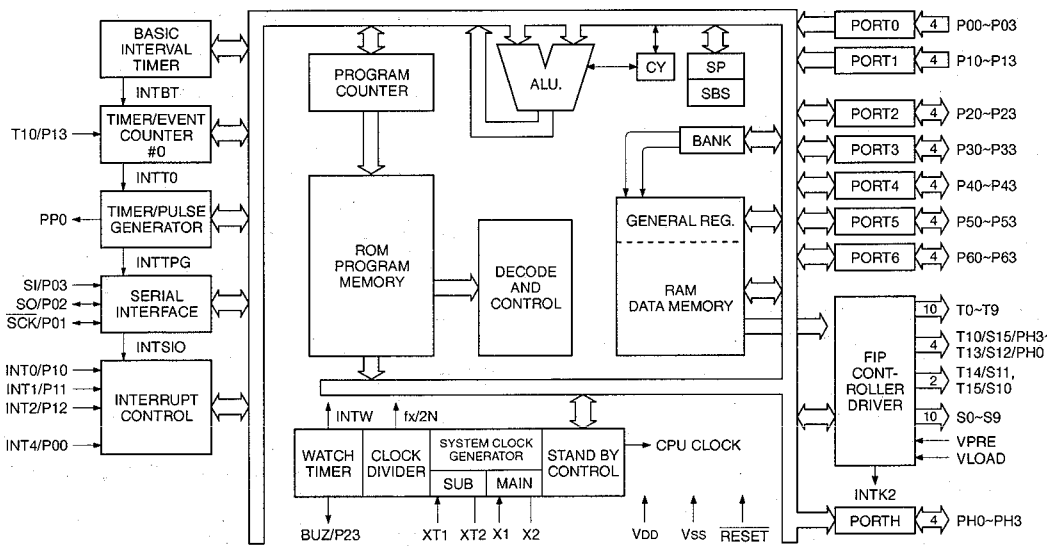 BASIC
INTERVAL
TIMER
INTBT
T10/P13
TIMER/EVENT
COUNTER
#0
INTT0
PP0
TIMER/PULSE
GENERATOR
INTTPG
SI/P03
SO/P02
SCK/P01
SERIAL
INTERFACE
INTSIO
INT0/P10
INT1/P11
INT2/P12
INT4/P00
INTERRUPT
CONTROL
PROGRAM
COUNTER
ALU.
CY
SP
SBS
BANK
ROM
PROGRAM
MEMORY
DECODE
AND
CONTROL
GENERAL REG.
RAM
DATA MEMORY
INTW
fx/2N
WATCH
TIMER
CLOCK
DIVIDER
SYSTEM CLOCK
GENERATOR
SUB
MAIN
STAND BY
CONTROL
CPU CLOCK
BUZ/P23
XT1
XT2
X1
X2
VDD
VSS
RESET
PORT0 4 P00~P03
PORT1 4 P10~P13
PORT2 4 P20~P23
PORT3 4 P30~P33
PORT4 4 P40~P43
PORT5 4 P50~P53
PORT6 4 P60~P63
FIP
CONT-
ROLLER
DRIVER
10 T0~T9
T10/S15/PH3~
4
T13/S12/PH0
T14/S11,
2
T15/S10
10 S0~S9
VPRE
VLOAD
INTK2
PORTH 4 PH0~PH3